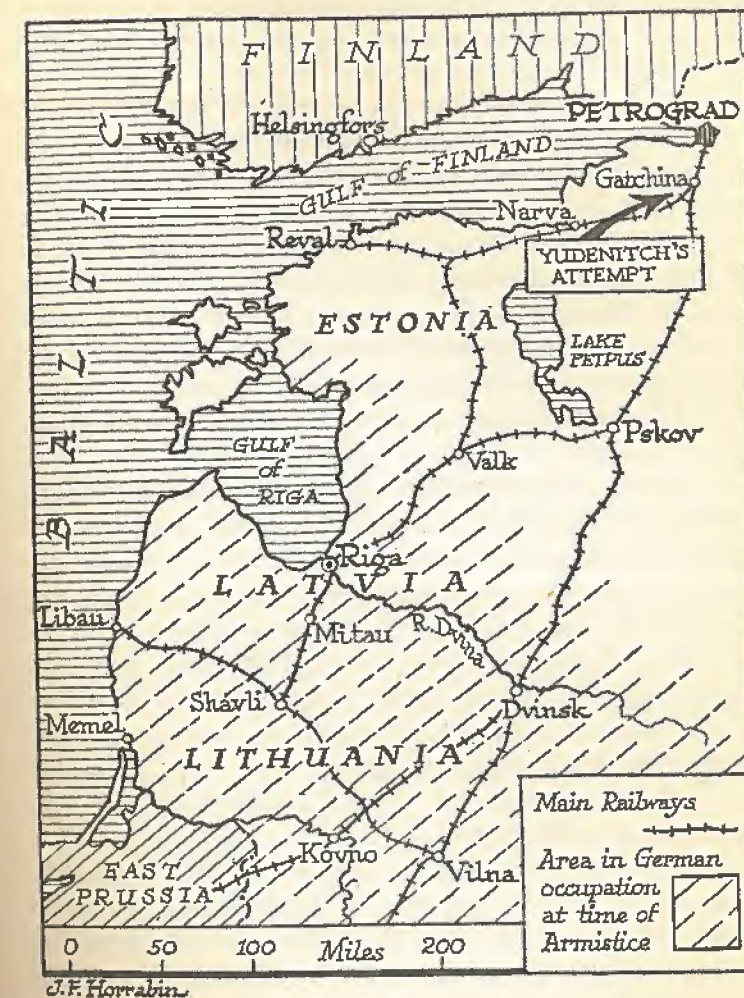 FINLAND
Helsingfors
PETROGRAD
GULF of FINLAND
Gatchina
Narva
Reval
YUDENITCH'S
ATTEMPT
ESTONIA
LAKE
PEIPUS
BALTIC
GULF
of
RIGA
Pskov
Valk
Riga
LATVIA
Libau
Mitau
R. Dvina
Shavli
Dvinsk
Memel
LITHUANIA
Kovno
Vilna
EAST
PRUSSIA
Main Railways
Area in German
occupation
at time of
Armistice
0 50 100 Miles 200
J.F. Horrabin